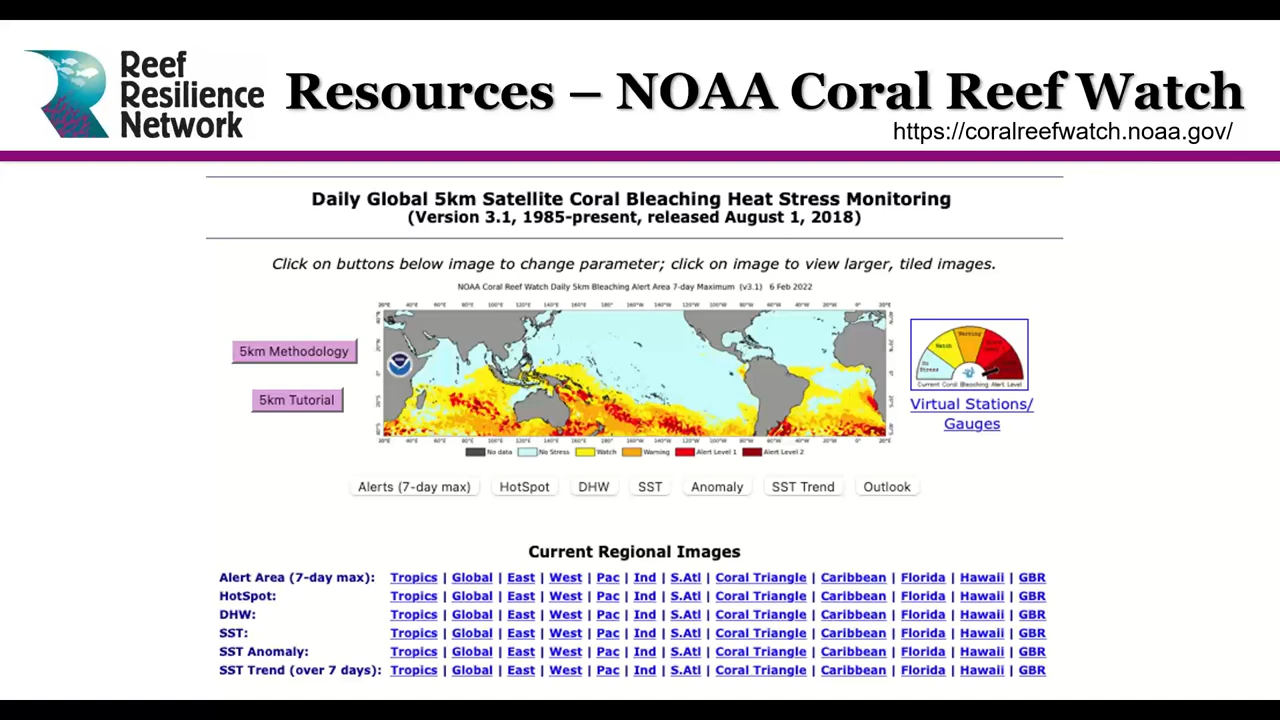 Reef
Resilience
Network
Resources – NOAA Coral Reef Watch
https://coralreefwatch.noaa.gov/
Daily Global 5km Satellite Coral Bleaching Heat Stress Monitoring
(Version 3.1, 1985-present, released August 1, 2018)
Click on buttons below image to change parameter; click on image to view larger, tiled images.
NOAA Coral Reef Watch Daily 5km Bleaching Alert Area 7-day Maximum (v3.1) 6 Feb 2022
5km Methodology
5km Tutorial
No Stress
Watch
Warning
Current Coral Bleaching Alert Level
Virtual Stations/
Gauges
No data No Stress Watch Warning Alert Level 1 Alert Level 2
Alerts (7-day max) HotSpot DHW SST Anomaly SST Trend Outlook
Current Regional Images
Alert Area (7-day max): Tropics | Global | East | West | Pac | Ind | S.Atl | Coral Triangle | Caribbean | Florida | Hawaii | GBR
HotSpot: Tropics | Global | East | West | Pac | Ind | S.Atl | Coral Triangle | Caribbean | Florida | Hawaii | GBR
DHW: Tropics | Global | East | West | Pac | Ind | S.Atl | Coral Triangle | Caribbean | Florida | Hawaii | GBR
SST: Tropics | Global | East | West | Pac | Ind | S.Atl | Coral Triangle | Caribbean | Florida | Hawaii | GBR
SST Anomaly: Tropics | Global | East | West | Pac | Ind | S.Atl | Coral Triangle | Caribbean | Florida | Hawaii | GBR
SST Trend (over 7 days): Tropics | Global | East | West | Pac | Ind | S.Atl | Coral Triangle | Caribbean | Florida | Hawaii | GBR